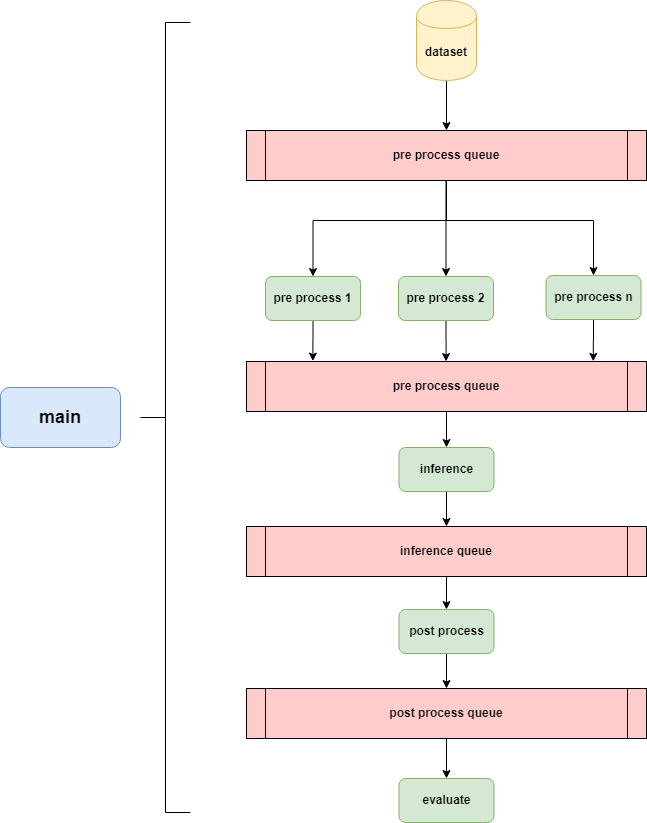 dataset
pre process queue
pre process 1
pre process 2
pre process n
pre process queue
main
inference
inference queue
post process
post process queue
evaluate